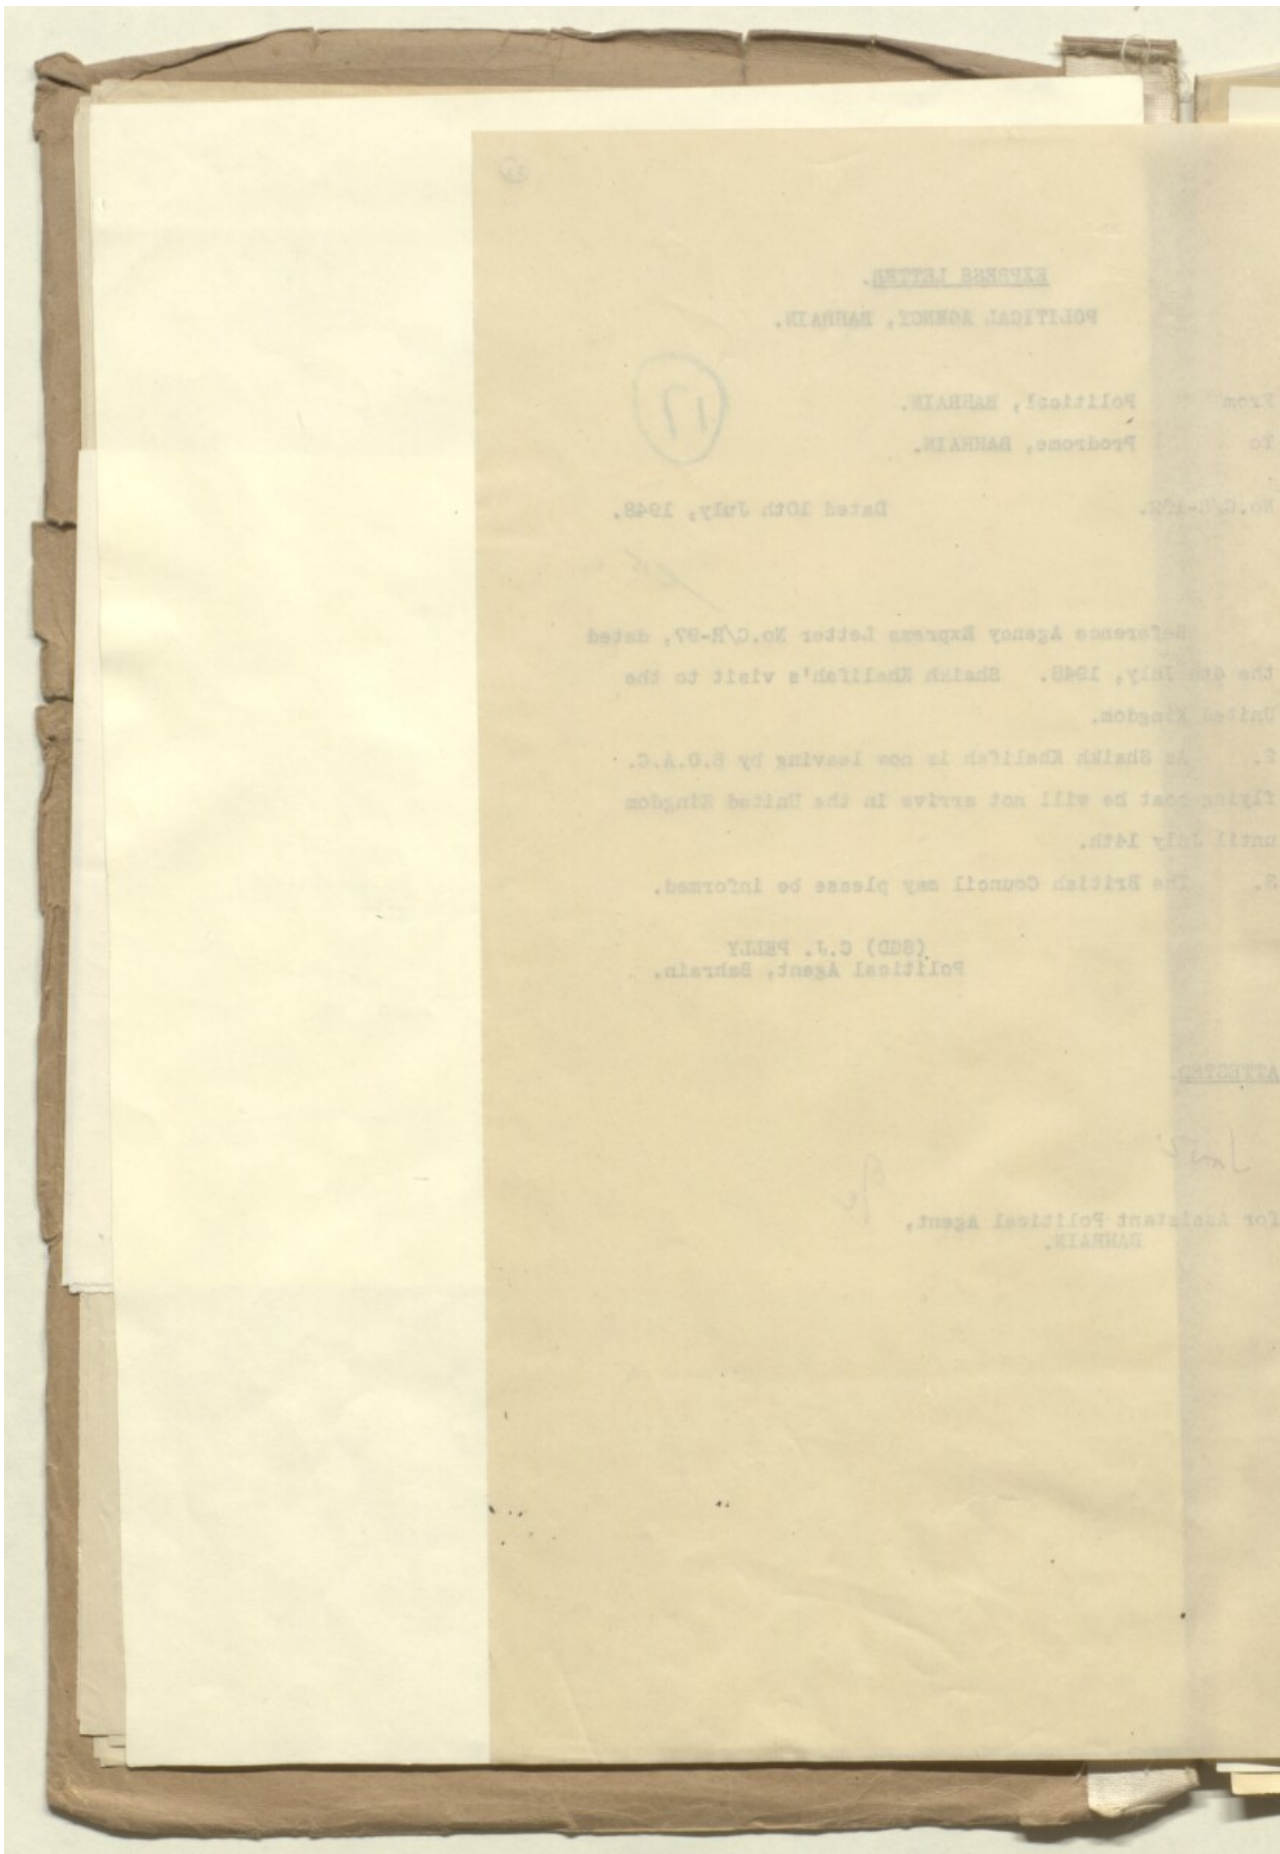 EXPRESS LETTER.
POLITICAL AGENCY, BAHRAIN.
17
From Political, BAHRAIN.
To Prodrome, BAHRAIN.
Dated 10th July, 1948.
Reference Agency Express Letter No.C/R-97, dated
the 4th July, 1948. Shaikh Khalifah's visit to the
United Kingdom.
2. As Shaikh Khalifah is now leaving by B.O.A.C.
flying boat he will not arrive in the United Kingdom
until July 14th.
3. The British Council may please be informed.
(SGD) C.J. PELLY
Political Agent, Bahrain.
ATTESTED
for Assistant Political Agent,
BAHRAIN.